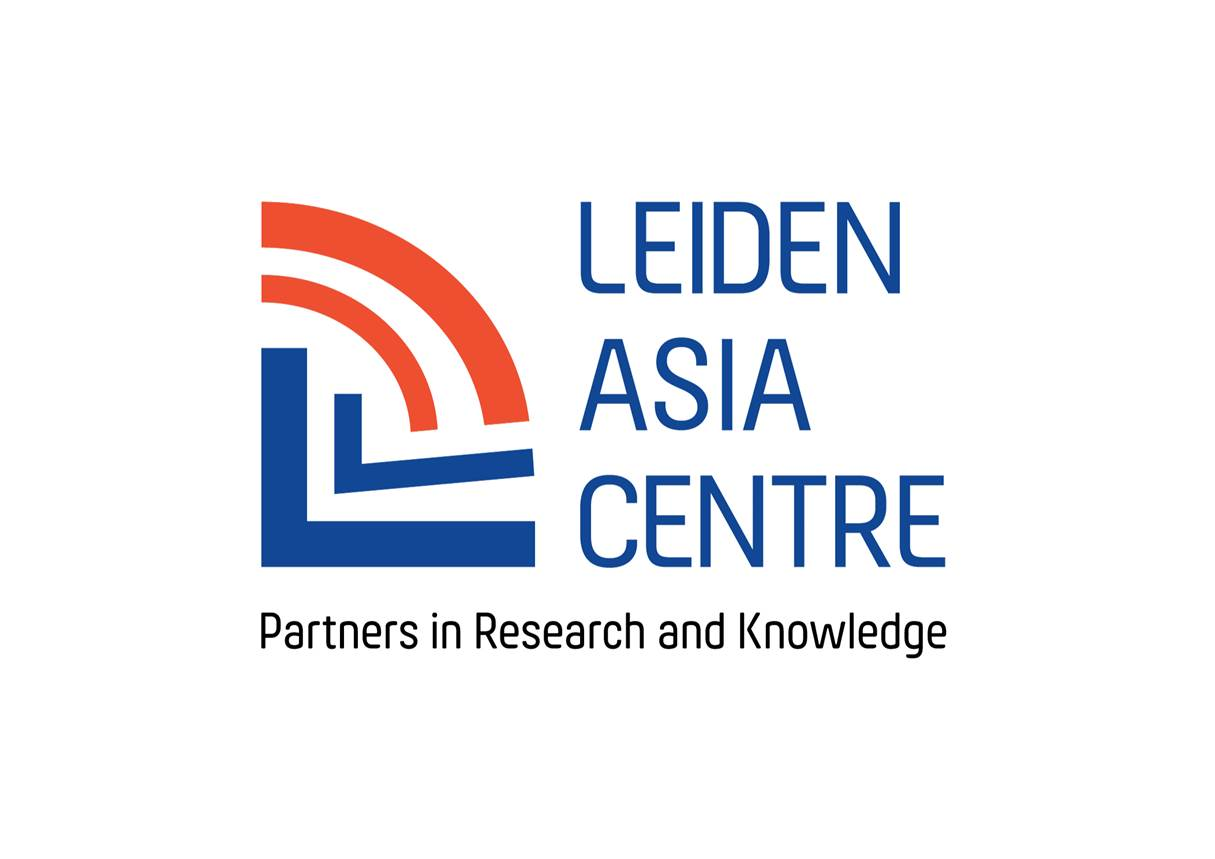 LEIDEN
ASIA
CENTRE
Partners in Research and Knowledge